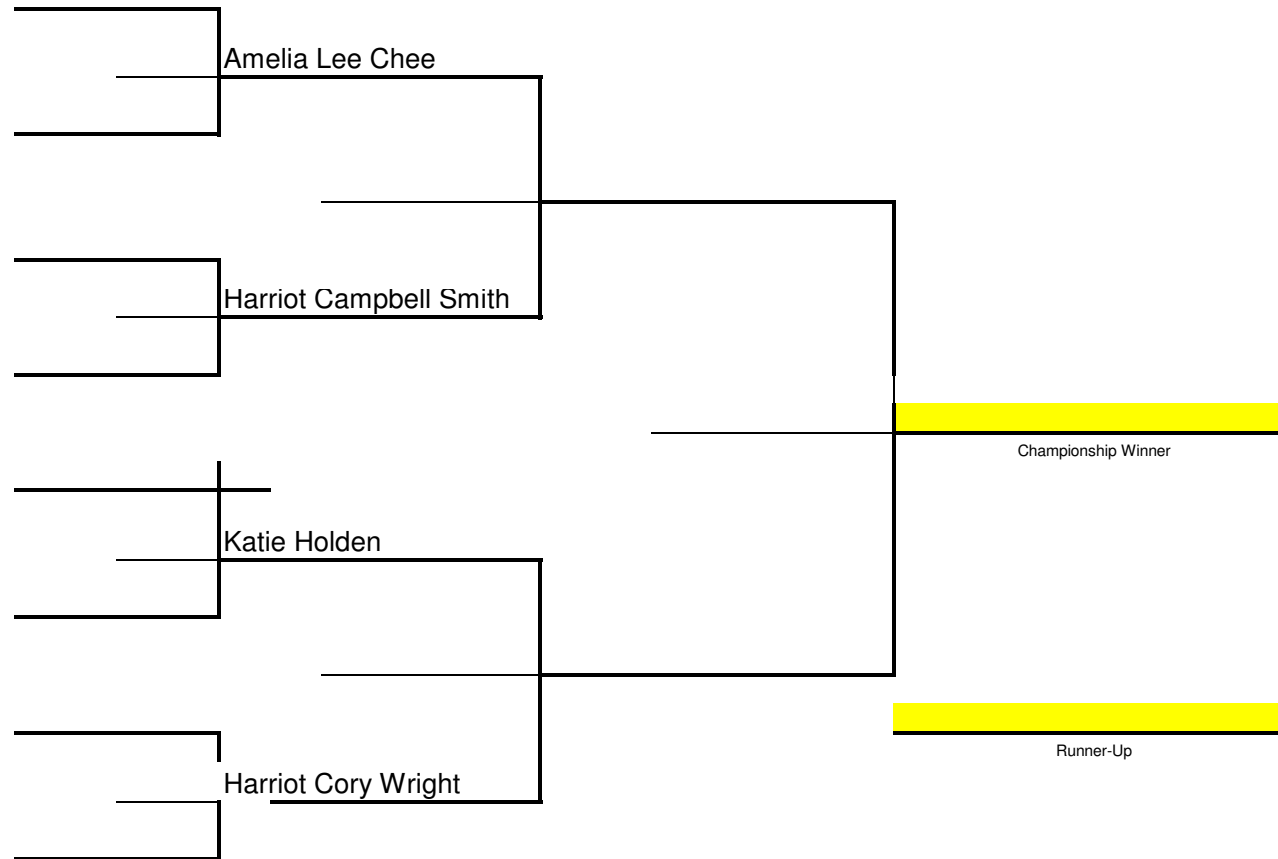 Amelia Lee Chee
Harriot Campbell Smith
Championship Winner
Katie Holden
Runner-Up
Harriot Cory Wright